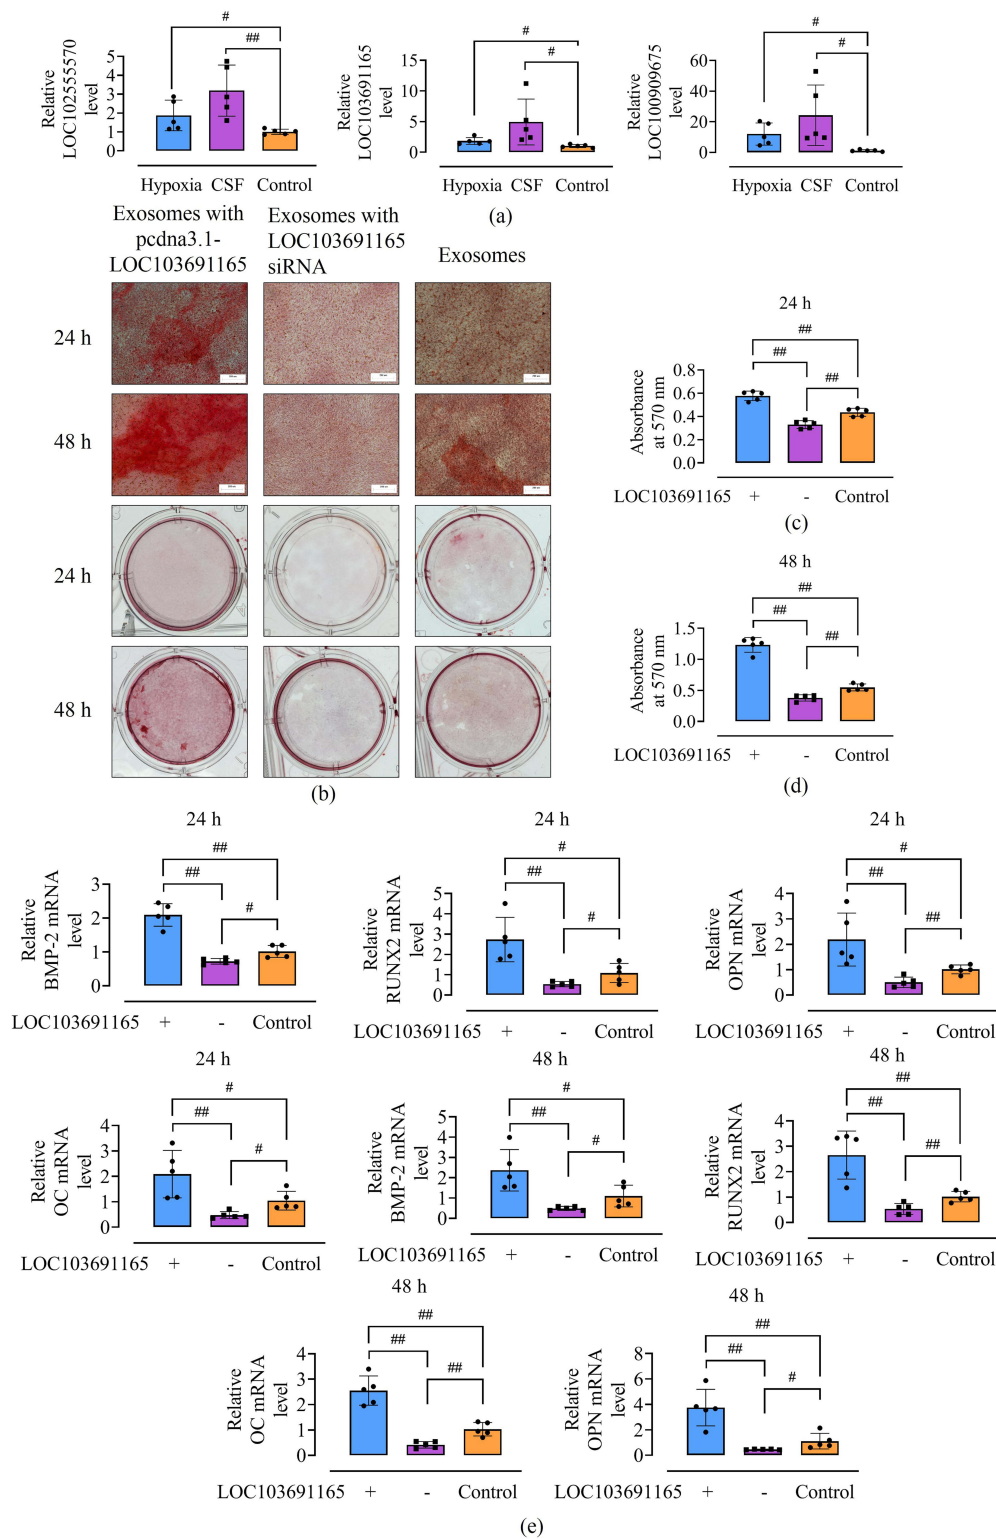 #
##
Relative
LOC102555570
level
5
4
3
2
1
0
Hypoxia CSF Control
#
#
Relative
LOC103691165
level
15
10
5
0
Hypoxia CSF Control
#
#
Relative
LOC100909675
level
60
40
20
0
Hypoxia CSF Control
(a)
Exosomes with
pcdna3.1-
LOC103691165
Exosomes with
LOC103691165
siRNA
Exosomes
24 h
48 h
24 h
48 h
(b)
24 h
##
##
##
Absorbance
at 570 nm
0.8
0.6
0.4
0.2
0.0
LOC103691165 + - Control
(c)
48 h
##
##
##
Absorbance
at 570 nm
1.5
1.0
0.5
0.0
LOC103691165 + - Control
(d)
24 h
##
##
#
Relative
BMP-2 mRNA
level
3
2
1
0
LOC103691165 + - Control
24 h
#
##
#
Relative
RUNX2 mRNA
level
5
4
3
2
1
0
LOC103691165 + - Control
24 h
#
##
##
Relative
OPN mRNA
level
5
4
3
2
1
0
LOC103691165 + - Control
24 h
#
##
#
Relative
OC mRNA
level
4
3
2
1
0
LOC103691165 + - Control
48 h
#
##
#
Relative
BMP-2 mRNA
level
5
4
3
2
1
0
LOC103691165 + - Control
48 h
##
##
##
Relative
RUNX2 mRNA
level
5
4
3
2
1
0
LOC103691165 + - Control
48 h
##
##
##
Relative
OC mRNA
level
4
3
2
1
0
LOC103691165 + - Control
48 h
##
##
#
Relative
OPN mRNA
level
8
6
4
2
0
LOC103691165 + - Control
(e)